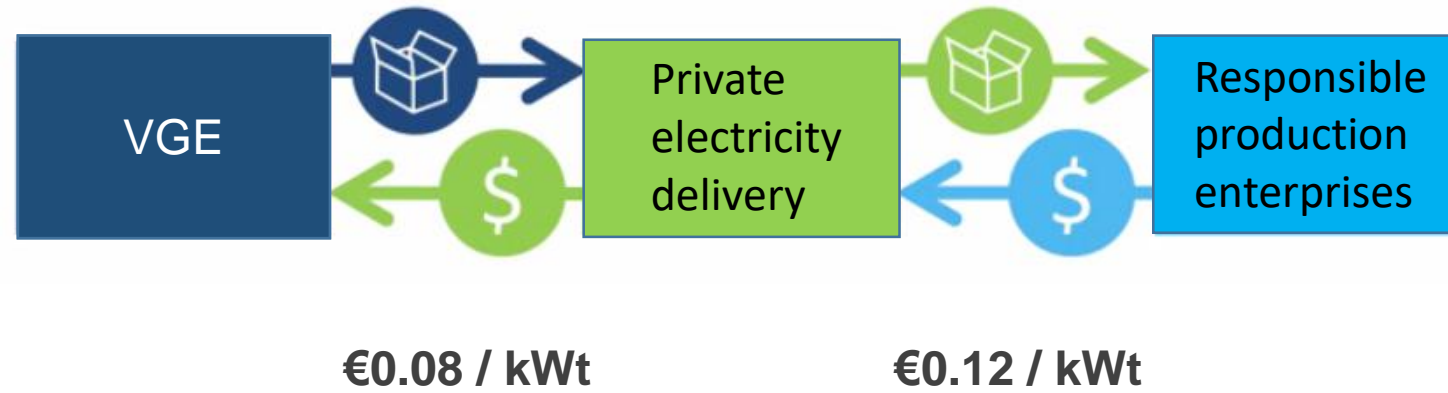 VGE
Private
electricity
delivery
Responsible
production
enterprises
$
$
€0.08 / kWt
€0.12 / kWt